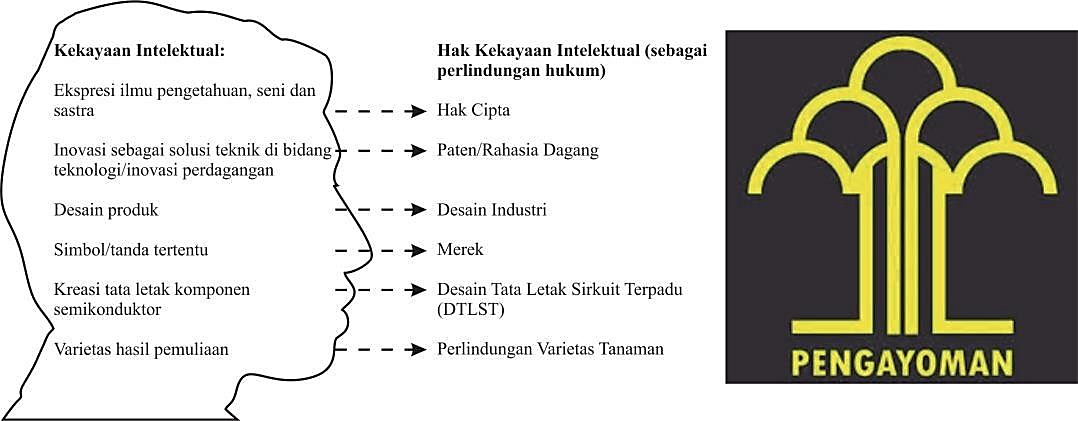 Kekayaan Intelektual:
Ekspresi ilmu pengetahuan, seni dan
sastra
Inovasi sebagai solusi teknik di bidang
teknologi/inovasi perdagangan
Desain produk
Simbol/tanda tertentu
Kreasi tata letak komponen
semikonduktor
Varietas hasil pemuliaan
Hak Kekayaan Intelektual (sebagai
perlindungan hukum)
Hak Cipta
Paten/Rahasia Dagang
Desain Industri
Merek
Desain Tata Letak Sirkuit Terpadu
(DTLST)
Perlindungan Varietas Tanaman
PENGAYOMAN